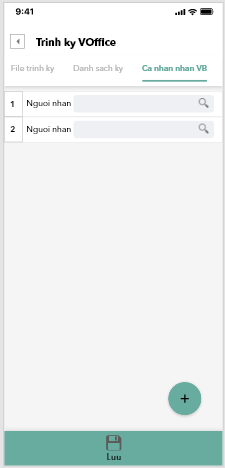 9:41
Trinh ky VOffice
File trinh ky Danh sach ky Ca nhan nhan VB
1 Nguoi nhan
2 Nguoi nhan
+
Luu